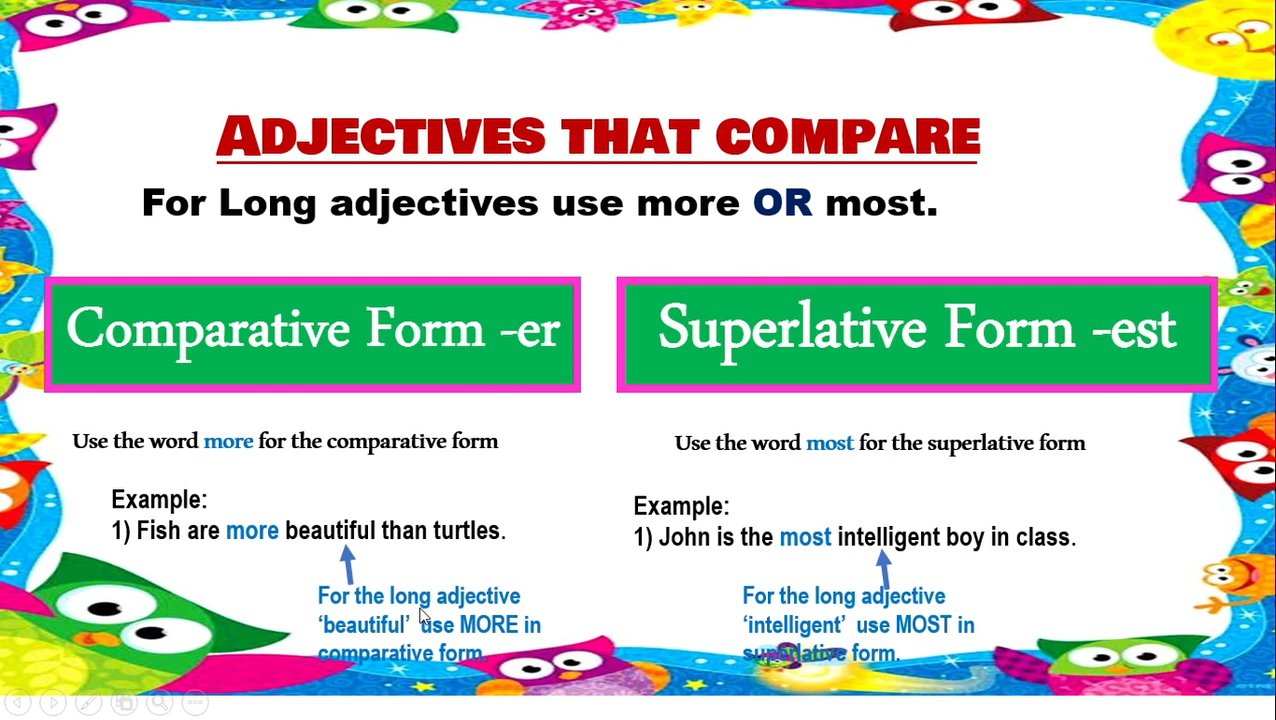 ADJECTIVES THAT COMPARE
For Long adjectives use more OR most.
Comparative Form -er
Use the word more for the comparative form
Example:
1) Fish are more beautiful than turtles.
For the long adjective
‘beautiful’ use MORE in
comparative form.
Superlative Form -est
Use the word most for the superlative form
Example:
1) John is the most intelligent boy in class.
For the long adjective
‘intelligent’ use MOST in
superlative form.